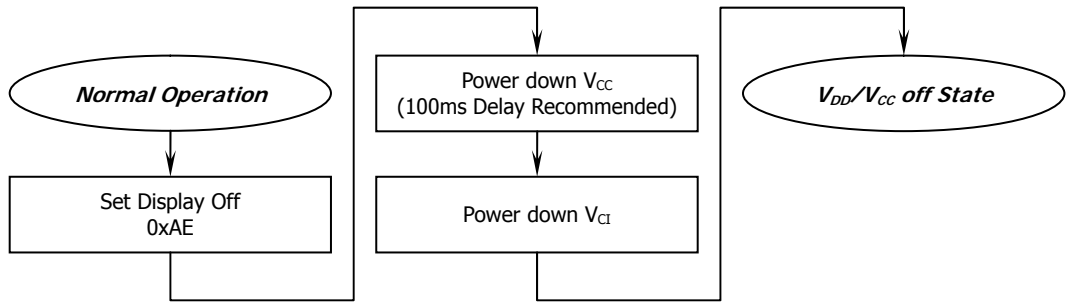 Normal Operation
Set Display Off
0xAE
Power down VCC
(100ms Delay Recommended)
Power down VCI
VDD/VCC off State